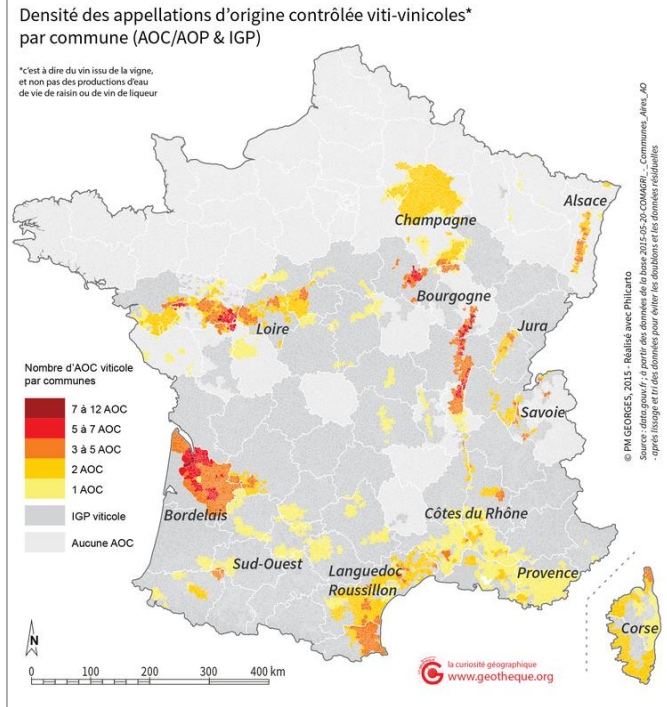 Densité des appellations d'origine contrôlée viti-vinicoles*
par commune (AOC/AOP & IGP)
*c'est à dire du vin issu de la vigne,
et non pas des productions d'eau
de vie de raisin ou de vin de liqueur
Alsace
Champagne
Bourgogne
Loire
Jura
Nombre d'AOC viticole
par communes
7 à 12 AOC
5 à 7 AOC
3 à 5 AOC
2 AOC
1 AOC
IGP viticole
Aucune AOC
Savoie
Bordelais
Côtes du Rhône
Sud-Ouest
Languedoc
Roussillon
Provence
Corse
N
0 100 200 300 400 km
la curiosité géographique
www.geotheque.org
© PM GEORGES, 2015 - Réalisé avec Philcarto
Source : data.gouv.fr ; à partir des données de la base 2015-05-20-COMAGRI_-_Communes_Aires_AO
- après lissage et tri des données pour éviter les doublons et les données résiduelles